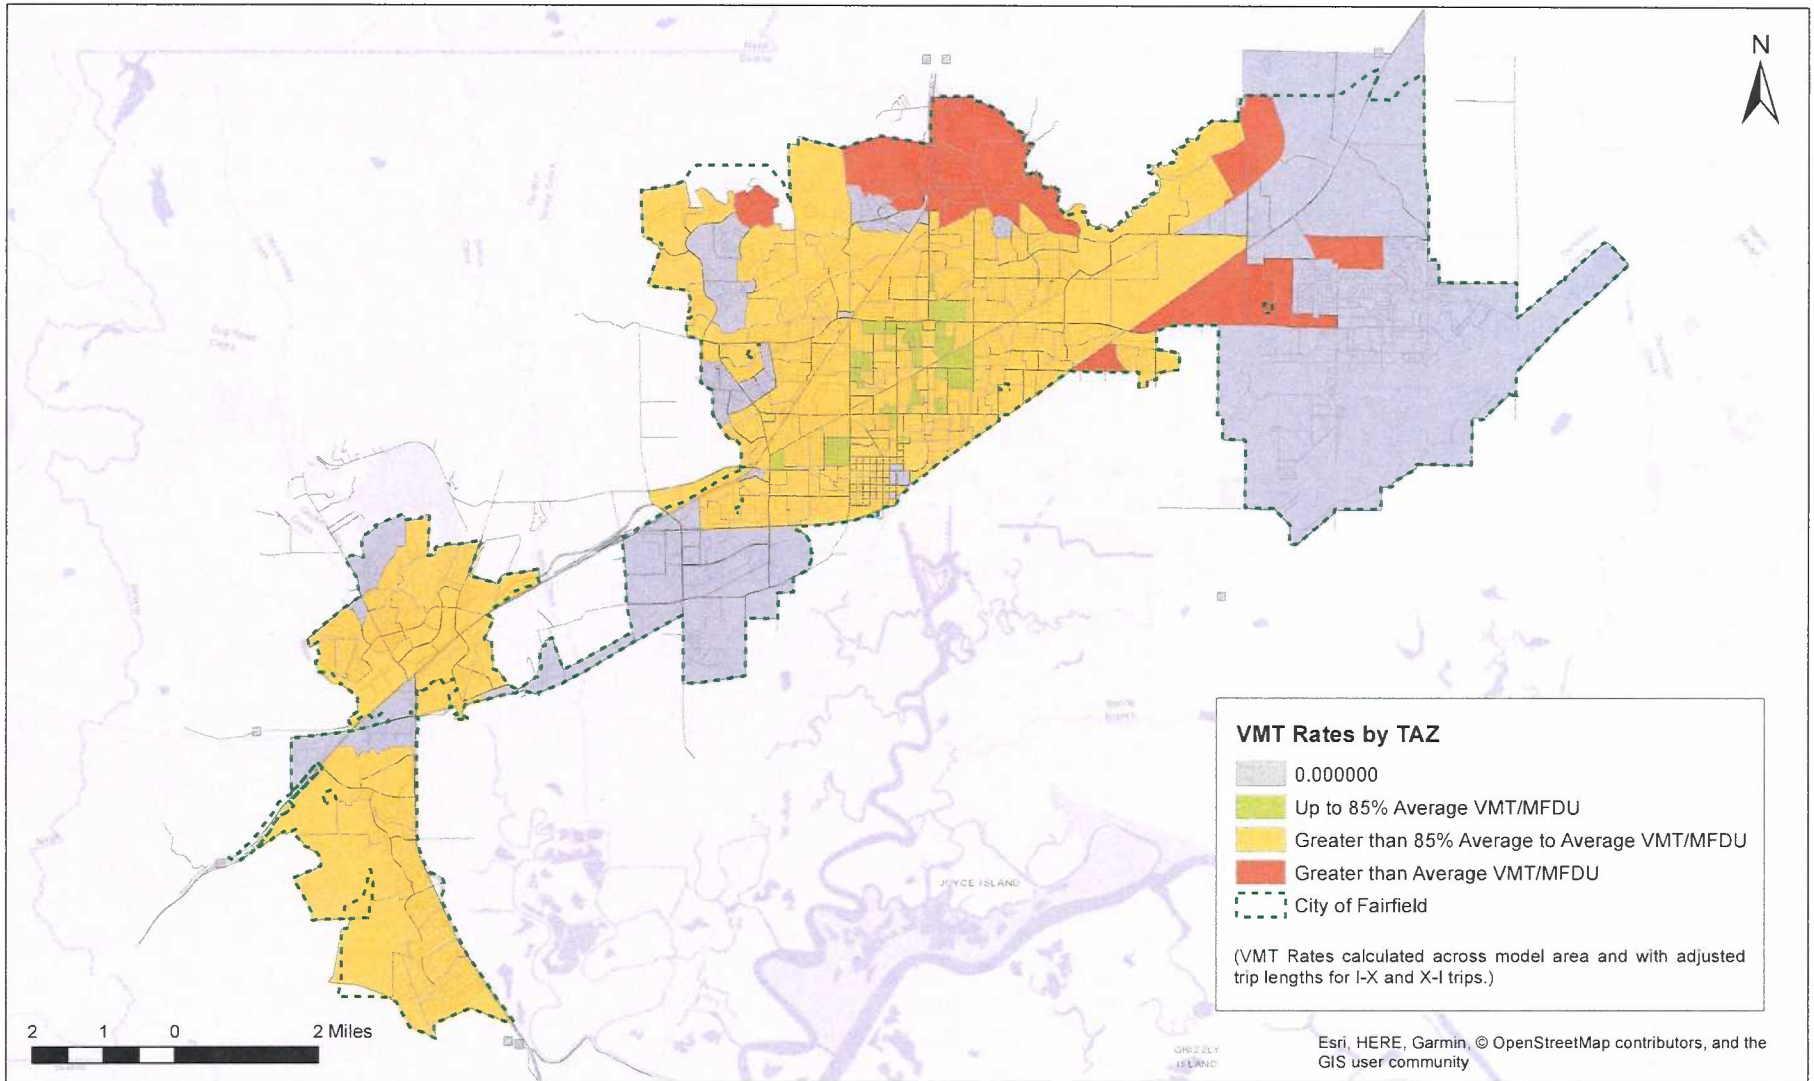 N
JOYCE ISLAND
GRIZZLY
ISLAND
VMT Rates by TAZ
0.000000
Up to 85% Average VMT/MFDU
Greater than 85% Average to Average VMT/MFDU
Greater than Average VMT/MFDU
City of Fairfield
(VMT Rates calculated across model area and with adjusted
trip lengths for I-X and X-I trips.)
2 1 0 2 Miles
Esri, HERE, Garmin, © OpenStreetMap contributors, and the
GIS user community